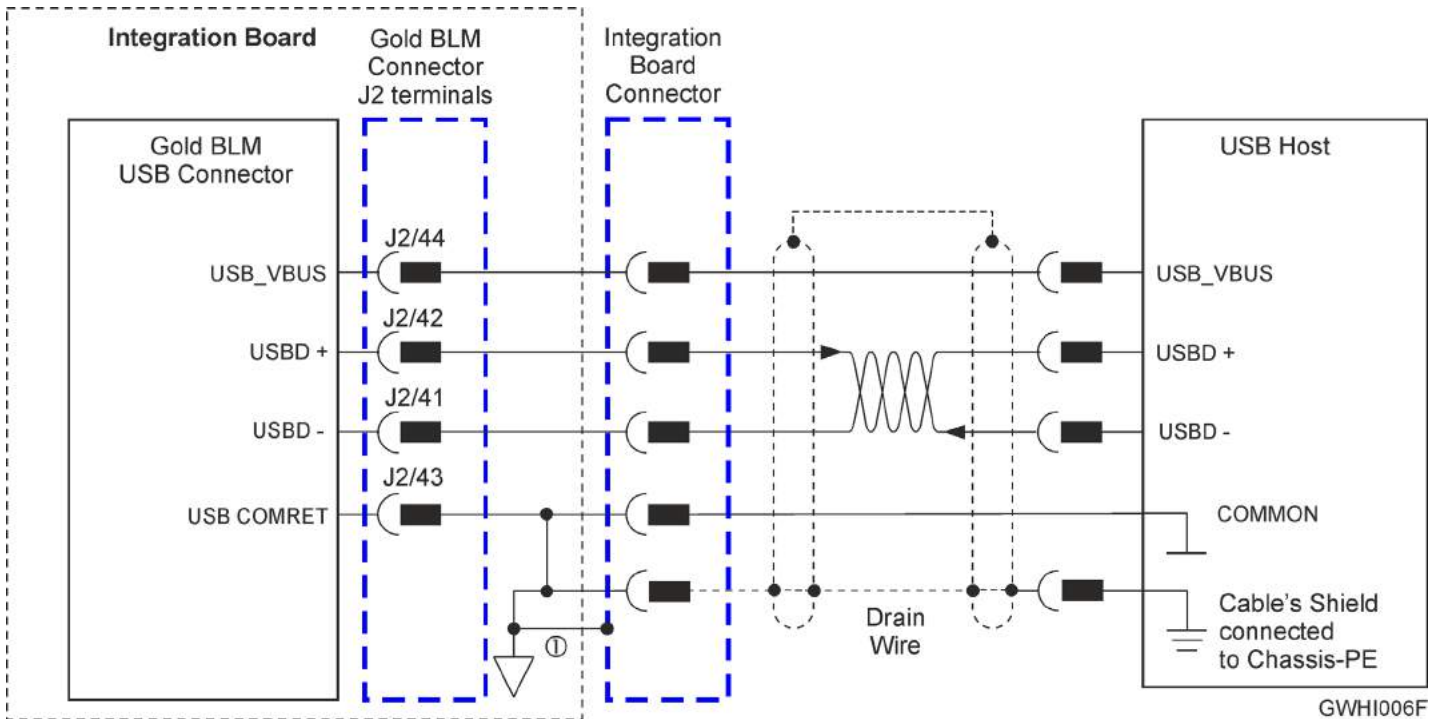 Integration Board
Gold BLM
Connector
J2 terminals
Integration
Board
Connector
Gold BLM
USB Connector
USB Host
J2/44
USB_VBUS
USB_VBUS
J2/42
USBD +
USBD +
J2/41
USBD -
USBD -
J2/43
USB COMRET
COMMON
①
Drain
Wire
Cable's Shield
connected
to Chassis-PE
GWHI006F